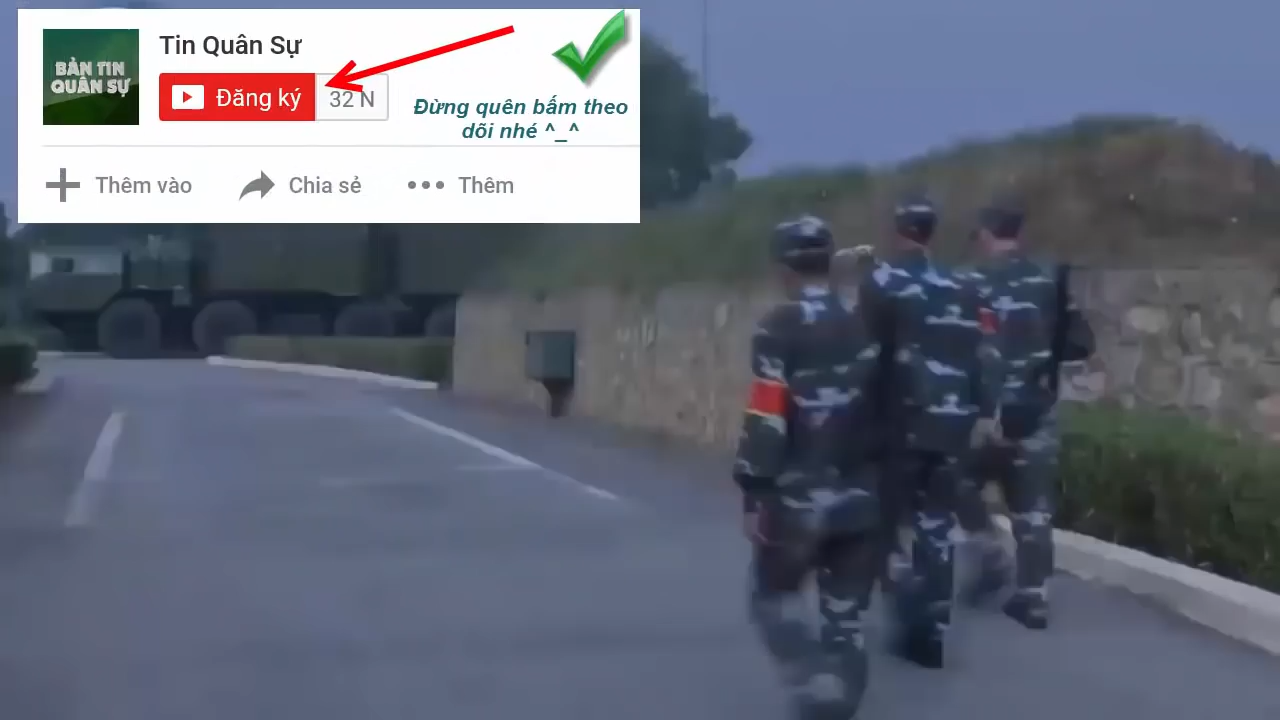 BẢN TIN
QUÂN SỰ
Tin Quân Sự
Đăng ký
32 N
Đừng quên bấm theo
dõi nhé ^_^
Thêm vào
Chia sẻ
Thêm